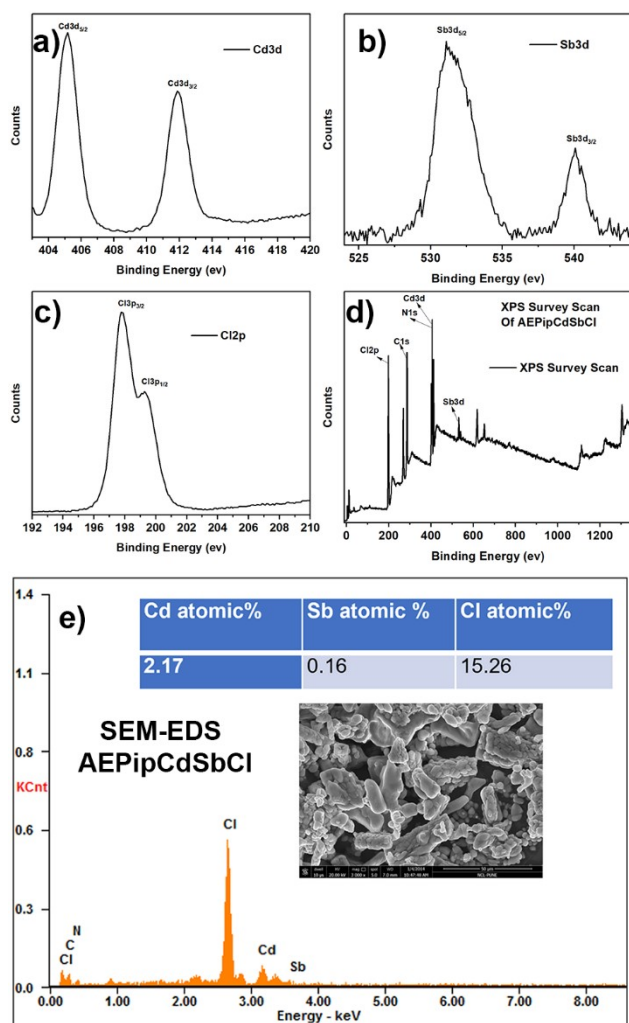 a)
Cd3d5/2
Cd3d
Cd3d3/2
Counts
404 406 408 410 412 414 416 418 420
Binding Energy (ev)
b)
Sb3d5/2
Sb3d
Sb3d3/2
Counts
525 530 535 540
Binding Energy (ev)
c)
Cl3p3/2
Cl2p
Cl3p1/2
Counts
192 194 196 198 200 202 204 206 208 210
Binding Energy (ev)
d)
XPS Survey Scan
Of AEPipCdSbCl
Cd3d
N1s
C1s
Cl2p
XPS Survey Scan
Sb3d
Counts
0 200 400 600 800 1000 1200
Binding Energy (ev)
e)
1.4
1.1
0.8
KCnt
0.6
0.3
0.0
Cd atomic% Sb atomic % Cl atomic%
2.17 0.16 15.26
SEM-EDS
AEPipCdSbCl
Cl
N
C
Cl
Cd
Sb
0.00 1.00 2.00 3.00 4.00 5.00 6.00 7.00 8.00
Energy - keV